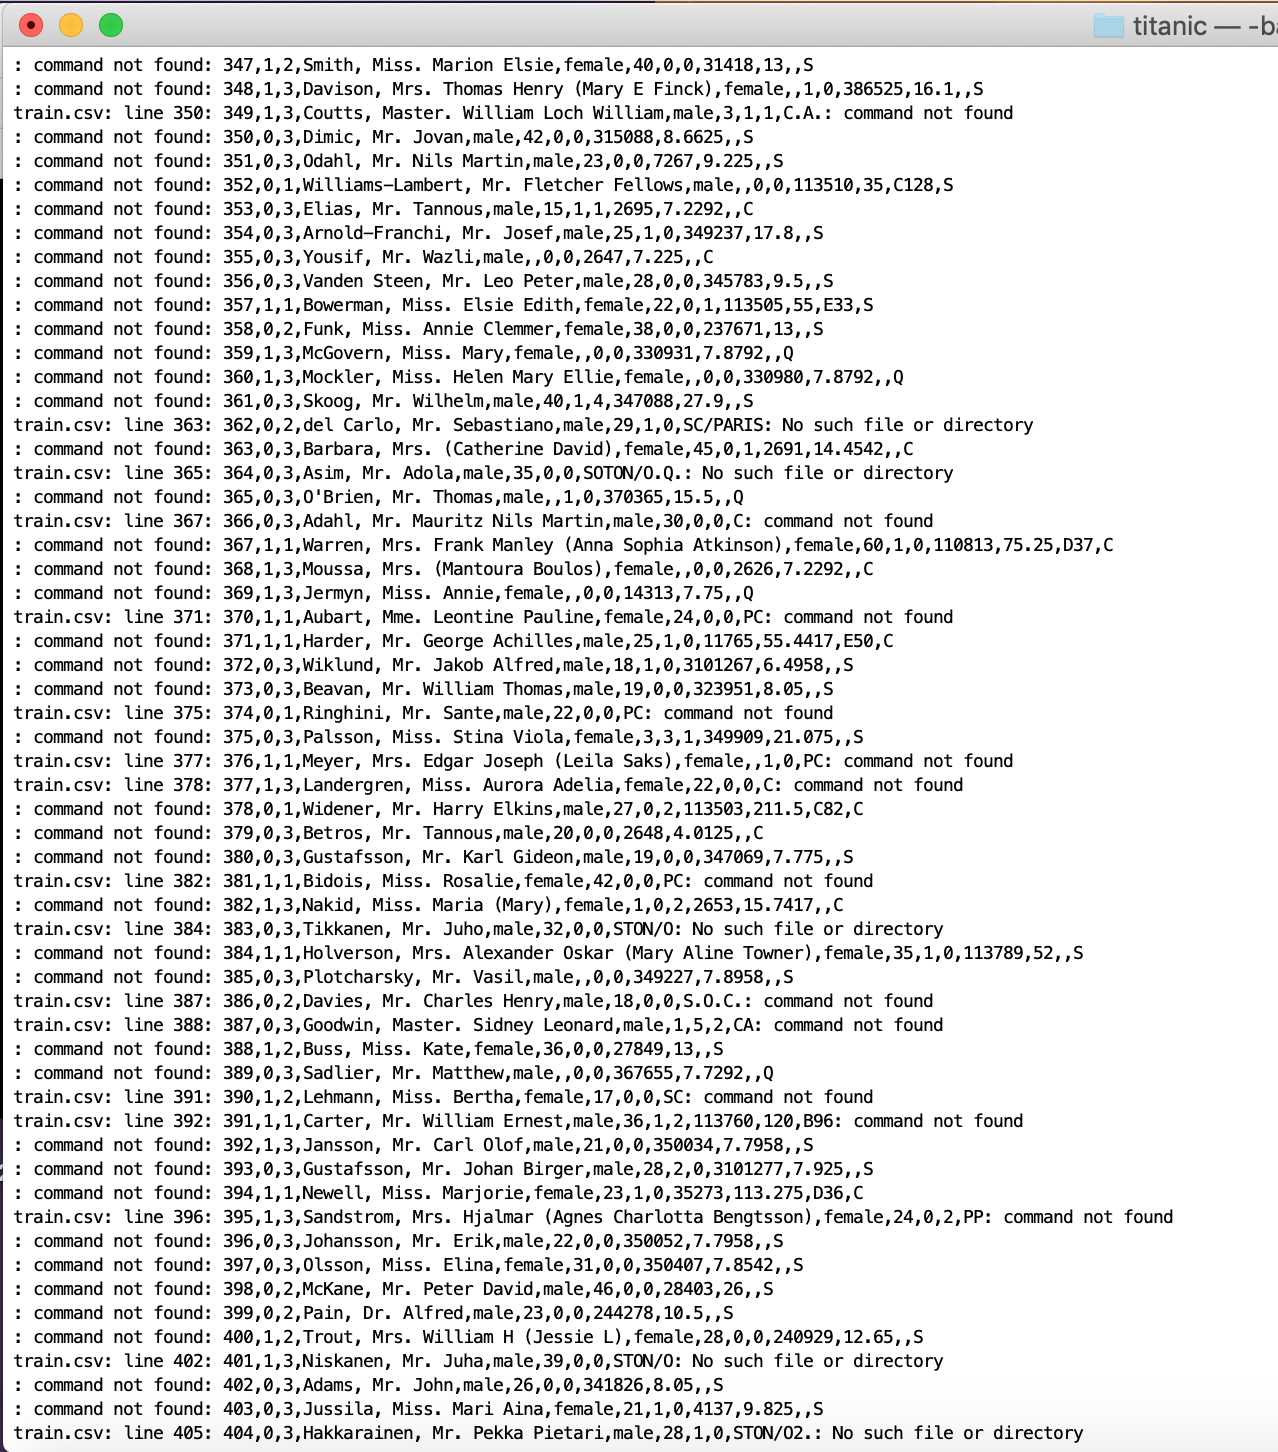 titanic — -ba
: command not found: 347,1,2,Smith, Miss. Marion Elsie,female,40,0,0,31418,13,,S
: command not found: 348,1,3,Davison, Mrs. Thomas Henry (Mary E Finck),female,,1,0,386525,16.1,,S
train.csv: line 350: 349,1,3,Coutts, Master. William Loch William,male,3,1,1,C.A.: command not found
: command not found: 350,0,3,Dimic, Mr. Jovan,male,42,0,0,315088,8.6625,,S
: command not found: 351,0,3,Odahl, Mr. Nils Martin,male,23,0,0,7267,9.225,,S
: command not found: 352,0,1,Williams-Lambert, Mr. Fletcher Fellows,male,,0,0,113510,35,C128,S
: command not found: 353,0,3,Elias, Mr. Tannous,male,15,1,1,2695,7.2292,,C
: command not found: 354,0,3,Arnold-Franchi, Mr. Josef,male,25,1,0,349237,17.8,,S
: command not found: 355,0,3,Yousif, Mr. Wazli,male,,0,0,2647,7.225,,C
: command not found: 356,0,3,Vanden Steen, Mr. Leo Peter,male,28,0,0,345783,9.5,,S
: command not found: 357,1,1,Bowerman, Miss. Elsie Edith,female,22,0,1,113505,55,E33,S
: command not found: 358,0,2,Funk, Miss. Annie Clemmer,female,38,0,0,237671,13,,S
: command not found: 359,1,3,McGovern, Miss. Mary,female,,0,0,330931,7.8792,,Q
: command not found: 360,1,3,Mockler, Miss. Helen Mary Ellie,female,,0,0,330980,7.8792,,Q
: command not found: 361,0,3,Skoog, Mr. Wilhelm,male,40,1,4,347088,27.9,,S
train.csv: line 363: 362,0,2,del Carlo, Mr. Sebastiano,male,29,1,0,SC/PARIS: No such file or directory
: command not found: 363,0,3,Barbara, Mrs. (Catherine David),female,45,0,1,2691,14.4542,,C
train.csv: line 365: 364,0,3,Asim, Mr. Adola,male,35,0,0,SOTON/O.Q.: No such file or directory
: command not found: 365,0,3,O'Brien, Mr. Thomas,male,,1,0,370365,15.5,,Q
train.csv: line 367: 366,0,3,Adahl, Mr. Mauritz Nils Martin,male,30,0,0,C: command not found
: command not found: 367,1,1,Warren, Mrs. Frank Manley (Anna Sophia Atkinson),female,60,1,0,110813,75.25,D37,C
: command not found: 368,1,3,Moussa, Mrs. (Mantoura Boulos),female,,0,0,2626,7.2292,,C
: command not found: 369,1,3,Jermyn, Miss. Annie,female,,0,0,14313,7.75,,Q
train.csv: line 371: 370,1,1,Aubart, Mme. Leontine Pauline,female,24,0,0,PC: command not found
: command not found: 371,1,1,Harder, Mr. George Achilles,male,25,1,0,11765,55.4417,E50,C
: command not found: 372,0,3,Wiklund, Mr. Jakob Alfred,male,18,1,0,3101267,6.4958,,S
: command not found: 373,0,3,Beavan, Mr. William Thomas,male,19,0,0,323951,8.05,,S
train.csv: line 375: 374,0,1,Ringhini, Mr. Sante,male,22,0,0,PC: command not found
: command not found: 375,0,3,Palsson, Miss. Stina Viola,female,3,3,1,349909,21.075,,S
train.csv: line 377: 376,1,1,Meyer, Mrs. Edgar Joseph (Leila Saks),female,,1,0,PC: command not found
train.csv: line 378: 377,1,3,Landergren, Miss. Aurora Adelia,female,22,0,0,C: command not found
: command not found: 378,0,1,Widener, Mr. Harry Elkins,male,27,0,2,113503,211.5,C82,C
: command not found: 379,0,3,Betros, Mr. Tannous,male,20,0,0,2648,4.0125,,C
: command not found: 380,0,3,Gustafsson, Mr. Karl Gideon,male,19,0,0,347069,7.775,,S
train.csv: line 382: 381,1,1,Bidois, Miss. Rosalie,female,42,0,0,PC: command not found
: command not found: 382,1,3,Nakid, Miss. Maria (Mary),female,1,0,2,2653,15.7417,,C
train.csv: line 384: 383,0,3,Tikkanen, Mr. Juho,male,32,0,0,STON/O: No such file or directory
: command not found: 384,1,1,Holverson, Mrs. Alexander Oskar (Mary Aline Towner),female,35,1,0,113789,52,,S
: command not found: 385,0,3,Plotcharsky, Mr. Vasil,male,,0,0,349227,7.8958,,S
train.csv: line 387: 386,0,2,Davies, Mr. Charles Henry,male,18,0,0,S.O.C.: command not found
train.csv: line 388: 387,0,3,Goodwin, Master. Sidney Leonard,male,1,5,2,CA: command not found
: command not found: 388,1,2,Buss, Miss. Kate,female,36,0,0,27849,13,,S
: command not found: 389,0,3,Sadlier, Mr. Matthew,male,,0,0,367655,7.7292,,Q
train.csv: line 391: 390,1,2,Lehmann, Miss. Bertha,female,17,0,0,SC: command not found
train.csv: line 392: 391,1,1,Carter, Mr. William Ernest,male,36,1,2,113760,120,B96: command not found
: command not found: 392,1,3,Jansson, Mr. Carl Olof,male,21,0,0,350034,7.7958,,S
: command not found: 393,0,3,Gustafsson, Mr. Johan Birger,male,28,2,0,3101277,7.925,,S
: command not found: 394,1,1,Newell, Miss. Marjorie,female,23,1,0,35273,113.275,D36,C
train.csv: line 396: 395,1,3,Sandstrom, Mrs. Hjalmar (Agnes Charlotta Bengtsson),female,24,0,2,PP: command not found
: command not found: 396,0,3,Johansson, Mr. Erik,male,22,0,0,350052,7.7958,,S
: command not found: 397,0,3,Olsson, Miss. Elina,female,31,0,0,350407,7.8542,,S
: command not found: 398,0,2,McKane, Mr. Peter David,male,46,0,0,28403,26,,S
: command not found: 399,0,2,Pain, Dr. Alfred,male,23,0,0,244278,10.5,,S
: command not found: 400,1,2,Trout, Mrs. William H (Jessie L),female,28,0,0,240929,12.65,,S
train.csv: line 402: 401,1,3,Niskanen, Mr. Juha,male,39,0,0,STON/O: No such file or directory
: command not found: 402,0,3,Adams, Mr. John,male,26,0,0,341826,8.05,,S
: command not found: 403,0,3,Jussila, Miss. Mari Aina,female,21,1,0,4137,9.825,,S
train.csv: line 405: 404,0,3,Hakkarainen, Mr. Pekka Pietari,male,28,1,0,STON/O2.: No such file or directory